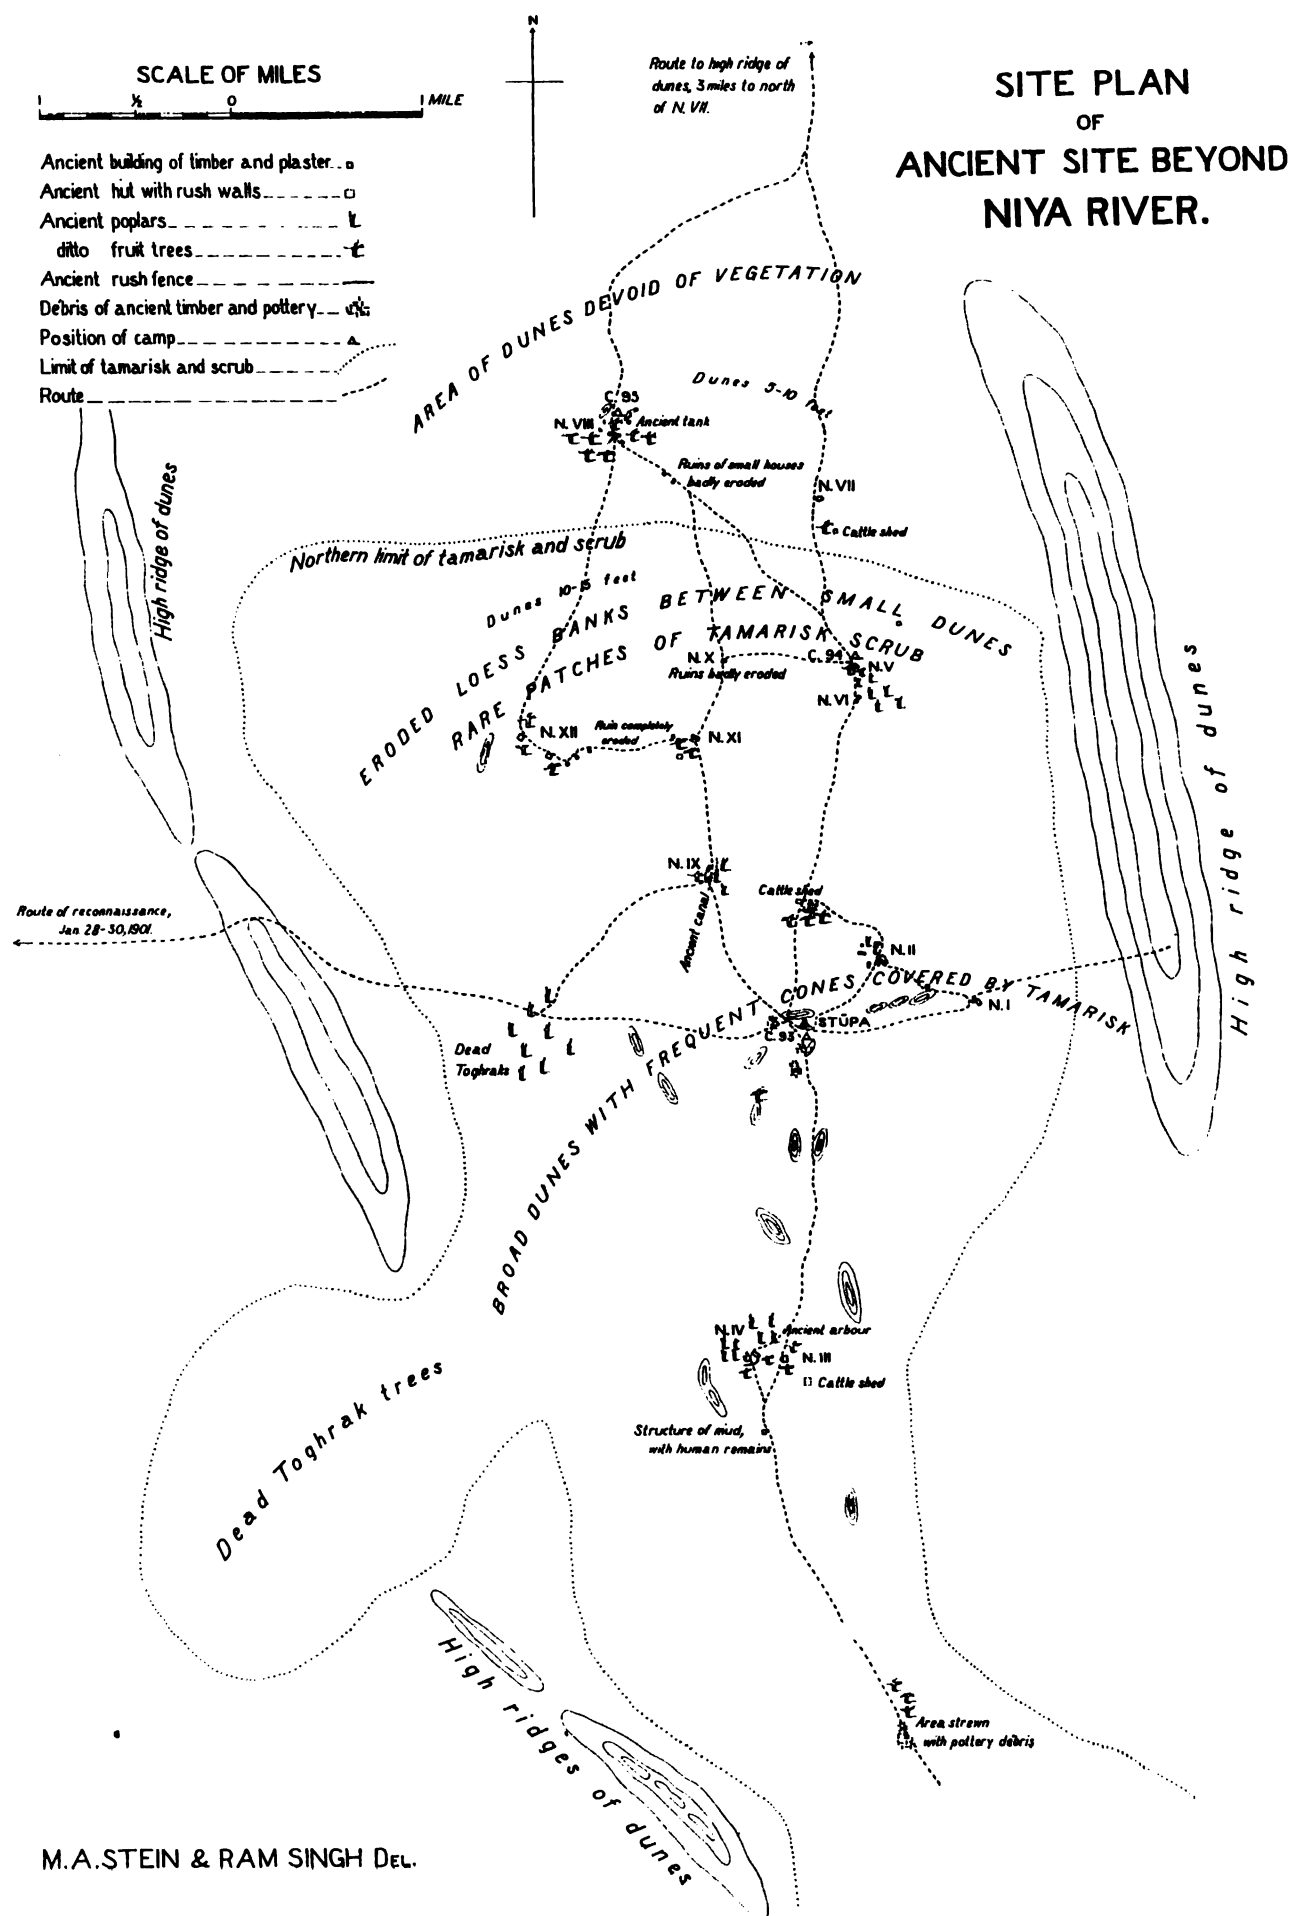 N
SCALE OF MILES
1 ½ 0 1 MILE
Ancient building of timber and plaster
Ancient hut with rush walls
Ancient poplars
ditto fruit trees
Ancient rush fence
Débris of ancient timber and pottery
Position of camp
Limit of tamarisk and scrub
Route
Route to high ridge of
dunes, 3 miles to north
of N. VII.
SITE PLAN
OF
ANCIENT SITE BEYOND
NIYA RIVER.
AREA OF DUNES DEVOID OF VEGETATION
Dunes 5-10 feet
C. 95
N. VIII
Ancient tank
Ruins of small houses
badly eroded
N. VII
Cattle shed
High ridge of dunes
Northern limit of tamarisk and scrub
Dunes 10-15 feet
ERODED LOESS BANKS BETWEEN SMALL DUNES
RARE PATCHES OF TAMARISK SCRUB
N. X
Ruins badly eroded
C. 94
N. V
N. VI
N. XII
Ruin completely
eroded
N. XI
High ridge of dunes
N. IX
Ancient canal
Cattle shed
Route of reconnaissance,
Jan. 28-30, 1901.
N. II
BROAD DUNES WITH FREQUENT CONES COVERED BY TAMARISK
N. I
STŪPA
C. 93
Dead
Toghraks
N. IV
Ancient arbour
N. III
Cattle shed
Structure of mud,
with human remains
Dead Toghrak trees
High ridges of dunes
Area strewn
with pottery débris
M.A.STEIN & RAM SINGH DEL.